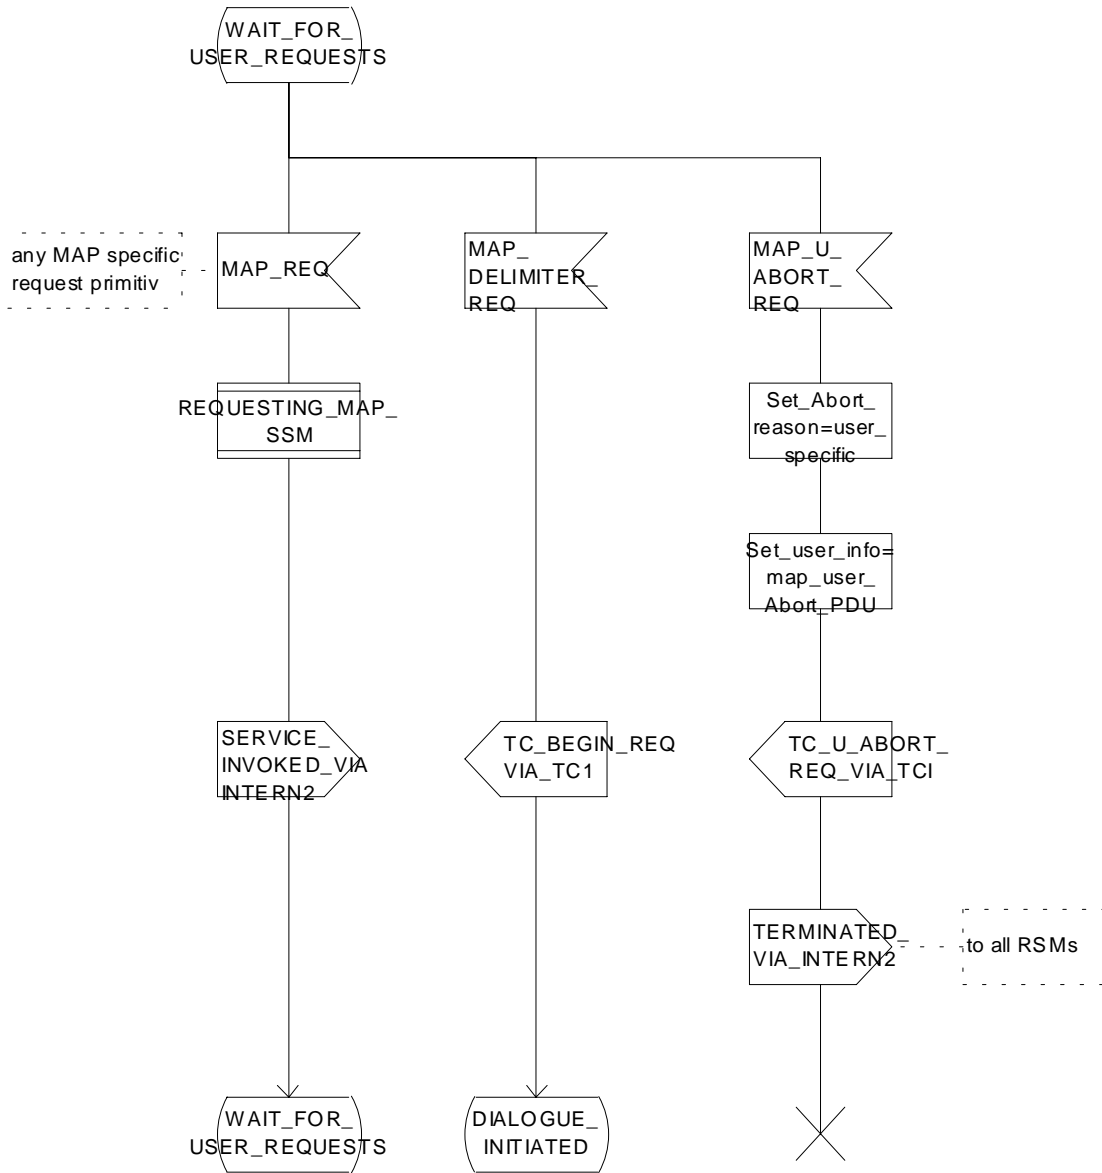 WAIT_FOR_
USER_REQUESTS
any MAP specific
request primitiv
MAP_REQ
MAP_
DELIMITER_
REQ
MAP_U_
ABORT_
REQ
REQUESTING_MAP_
SSM
Set_Abort_
reason=user_
specific
Set_user_info=
map_user_
Abort_PDU
SERVICE_
INVOKED_VIA
INTERN2
TC_BEGIN_REQ
VIA_TC1
TC_U_ABORT_
REQ_VIA_TCI
TERMINATED_
VIA_INTERN2
to all RSMs
WAIT_FOR_
USER_REQUESTS
DIALOGUE_
INITIATED